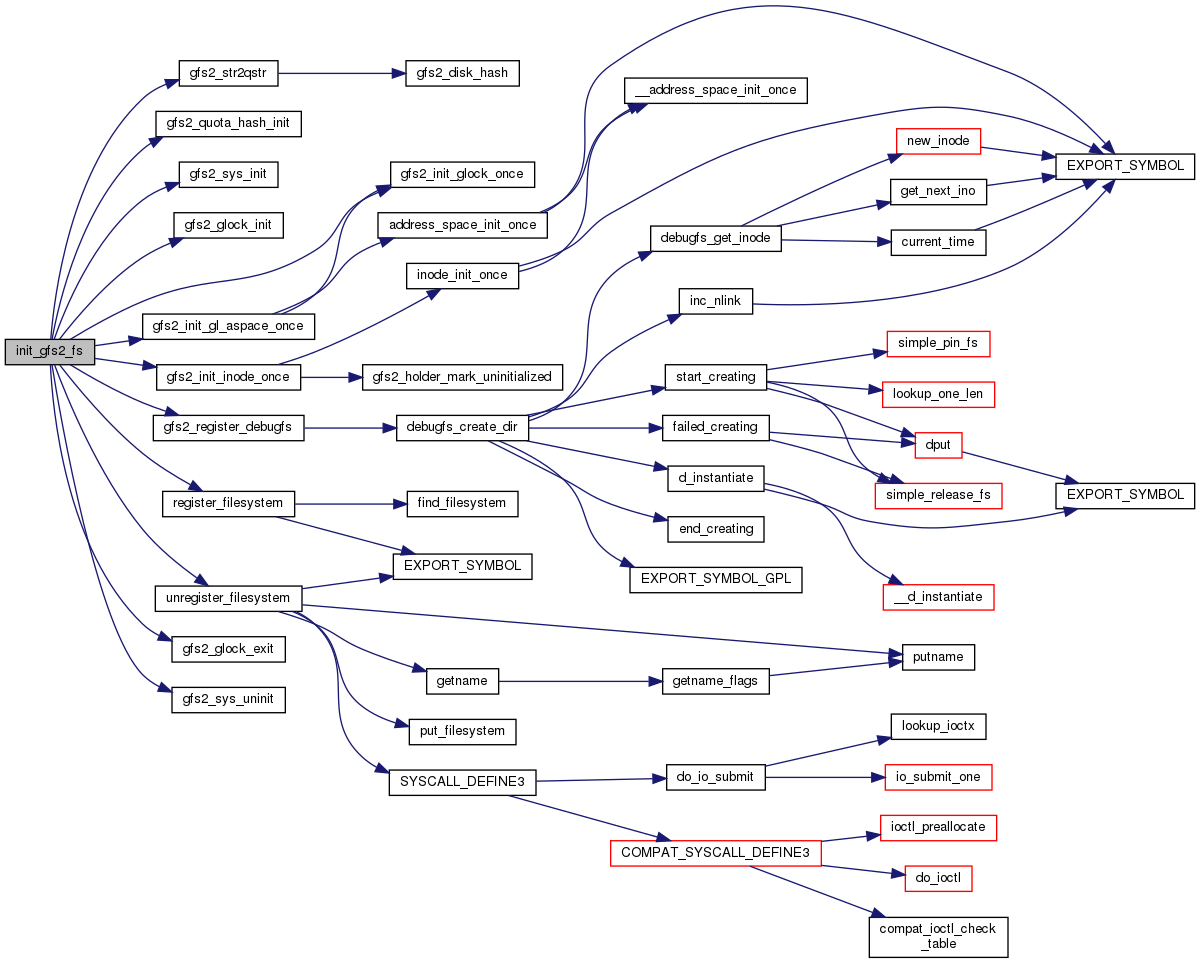 init_gfs2_fs
gfs2_str2qstr
gfs2_disk_hash
gfs2_quota_hash_init
gfs2_sys_init
gfs2_glock_init
gfs2_init_glock_once
address_space_init_once
__address_space_init_once
inode_init_once
gfs2_init_gl_aspace_once
gfs2_init_inode_once
gfs2_holder_mark_uninitialized
gfs2_register_debugfs
debugfs_create_dir
debugfs_get_inode
new_inode
get_next_ino
current_time
EXPORT_SYMBOL
inc_nlink
start_creating
simple_pin_fs
lookup_one_len
failed_creating
dput
simple_release_fs
EXPORT_SYMBOL
d_instantiate
end_creating
EXPORT_SYMBOL_GPL
__d_instantiate
register_filesystem
find_filesystem
EXPORT_SYMBOL
unregister_filesystem
putname
getname
getname_flags
put_filesystem
gfs2_glock_exit
gfs2_sys_uninit
SYSCALL_DEFINE3
do_io_submit
lookup_ioctx
io_submit_one
COMPAT_SYSCALL_DEFINE3
ioctl_preallocate
do_ioctl
compat_ioctl_check
_table